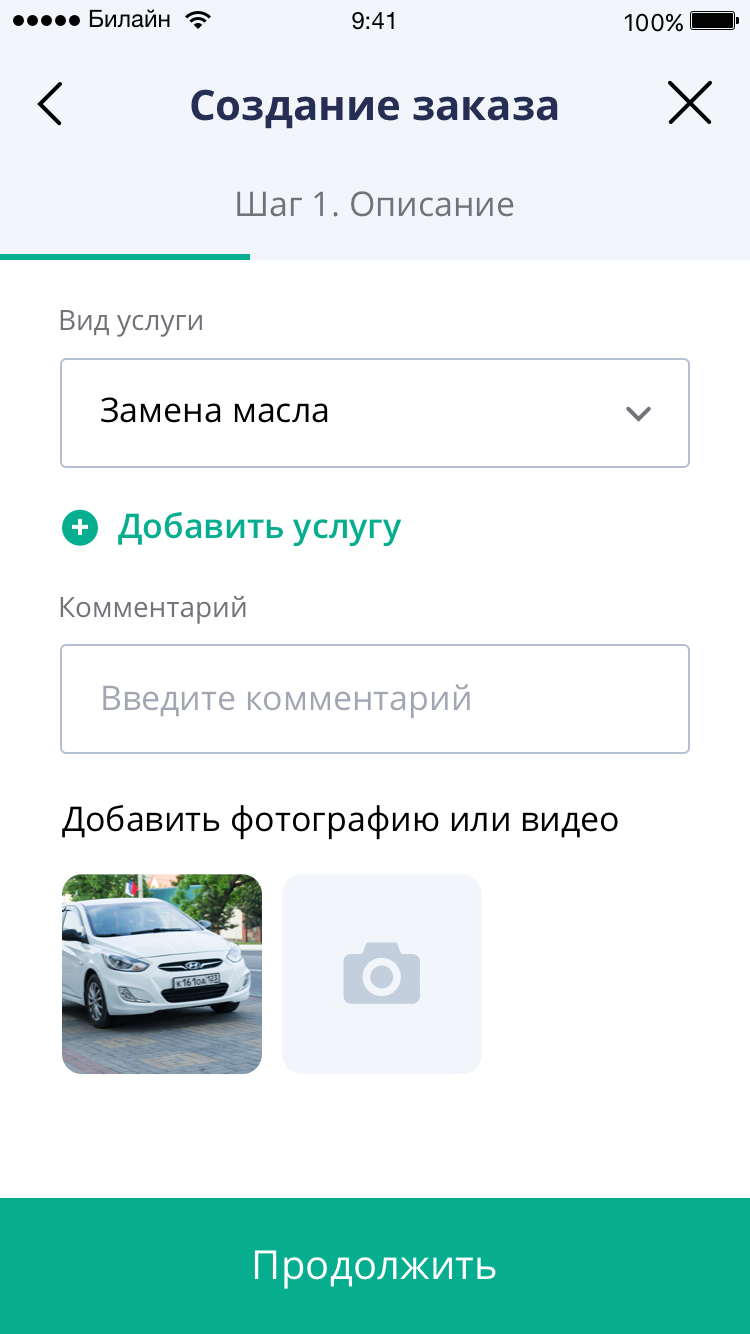 Билайн 9:41 100%
Создание заказа
Шаг 1. Описание
Вид услуги
Замена масла
Добавить услугу
Комментарий
Введите комментарий
Добавить фотографию или видео
К161ОА 123
Продолжить